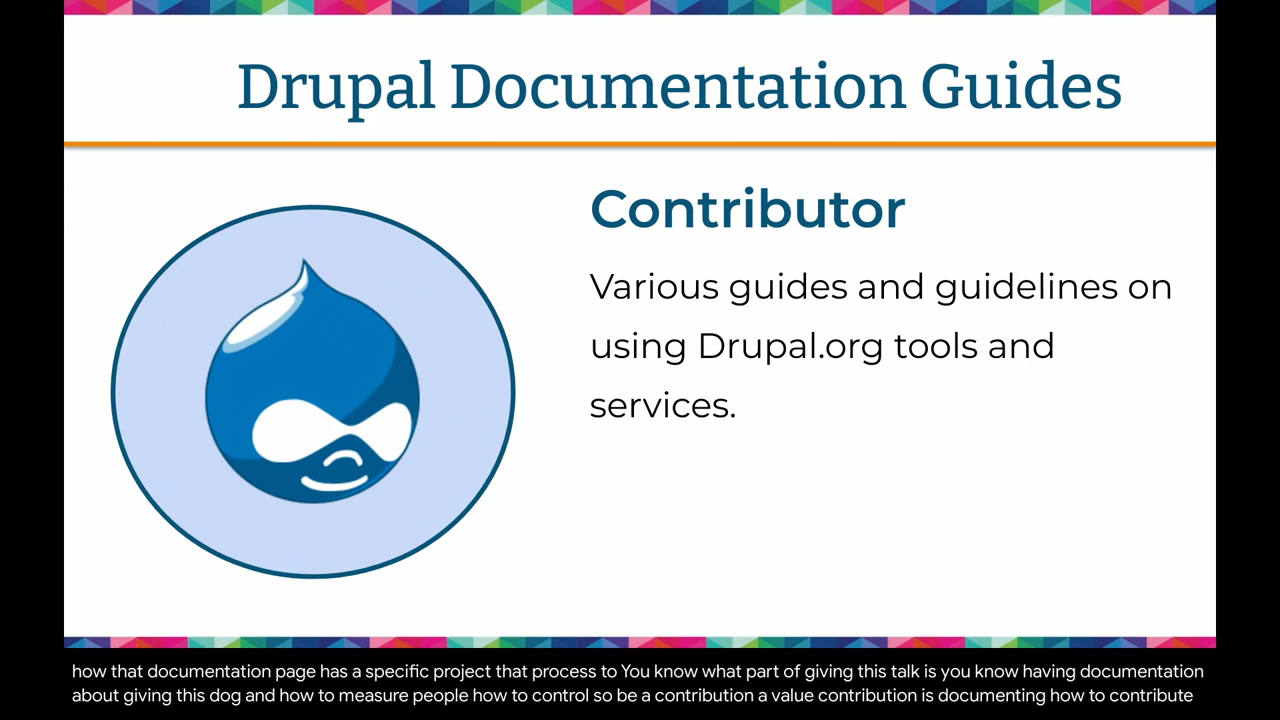 Drupal Documentation Guides
Contributor
Various guides and guidelines on
using Drupal.org tools and
services.
how that documentation page has a specific project that process to You know what part of giving this talk is you know having documentation
about giving this dog and how to measure people how to control so be a contribution a value contribution is documenting how to contribute